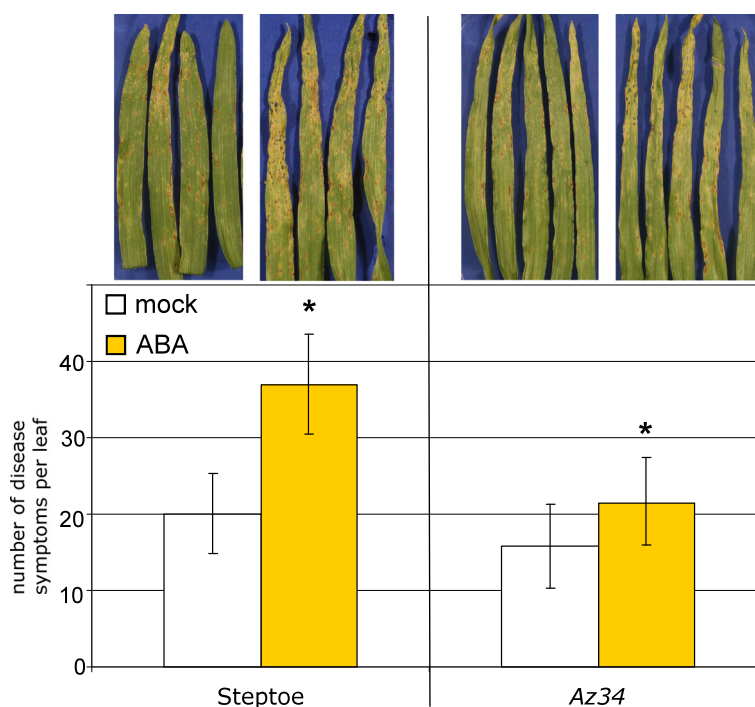 mock
ABA
*
*
number of disease
symptoms per leaf
40
30
20
10
0
Steptoe
Az34